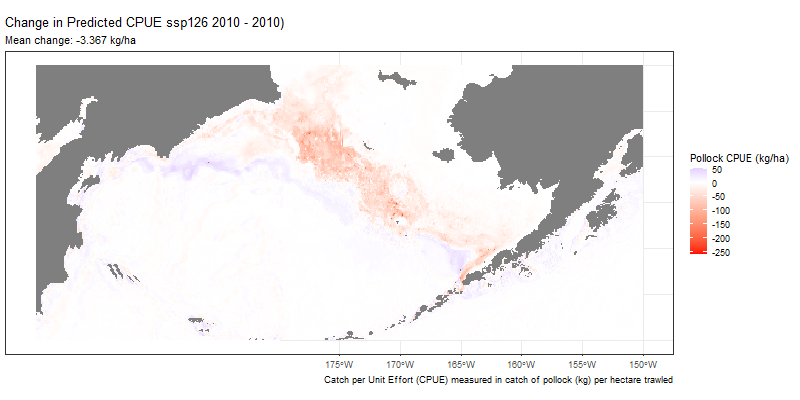 Change in Predicted CPUE ssp126 2010 - 2010)
Mean change: -3.367 kg/ha
Pollock CPUE (kg/ha)
50
0
-50
-100
-150
-200
-250
175°W 170°W 165°W 160°W 155°W 150°W
Catch per Unit Effort (CPUE) measured in catch of pollock (kg) per hectare trawled